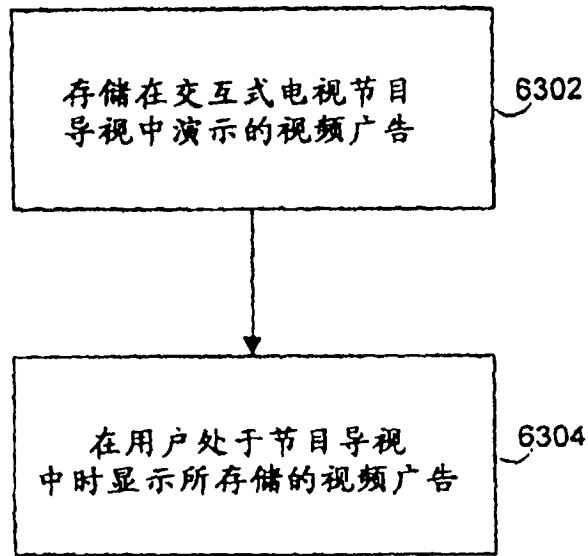 存储在交互式电视节目
导视中演示的视频广告
6302
在用户处于节目导视
中时显示所存储的视频广告
6304